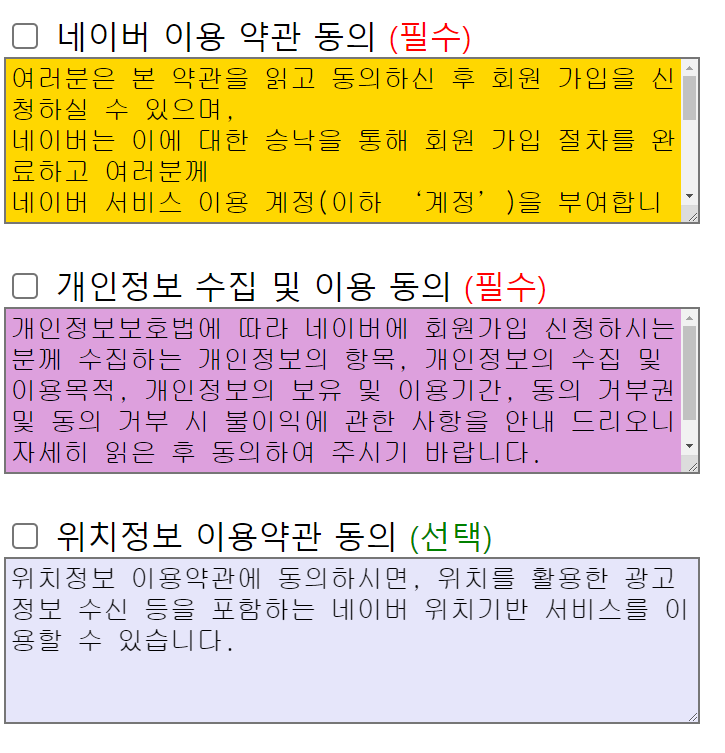 네이버 이용 약관 동의 (필수)
여러분은 본 약관을 읽고 동의하신 후 회원 가입을 신
청하실 수 있으며,
네이버는 이에 대한 승낙을 통해 회원 가입 절차를 완
료하고 여러분께
네이버 서비스 이용 계정(이하 ‘계정’)을 부여합니
개인정보 수집 및 이용 동의 (필수)
개인정보보호법에 따라 네이버에 회원가입 신청하시는
분께 수집하는 개인정보의 항목, 개인정보의 수집 및
이용목적, 개인정보의 보유 및 이용기간, 동의 거부권
및 동의 거부 시 불이익에 관한 사항을 안내 드리오니
자세히 읽은 후 동의하여 주시기 바랍니다.
위치정보 이용약관 동의 (선택)
위치정보 이용약관에 동의하시면, 위치를 활용한 광고
정보 수신 등을 포함하는 네이버 위치기반 서비스를 이
용할 수 있습니다.